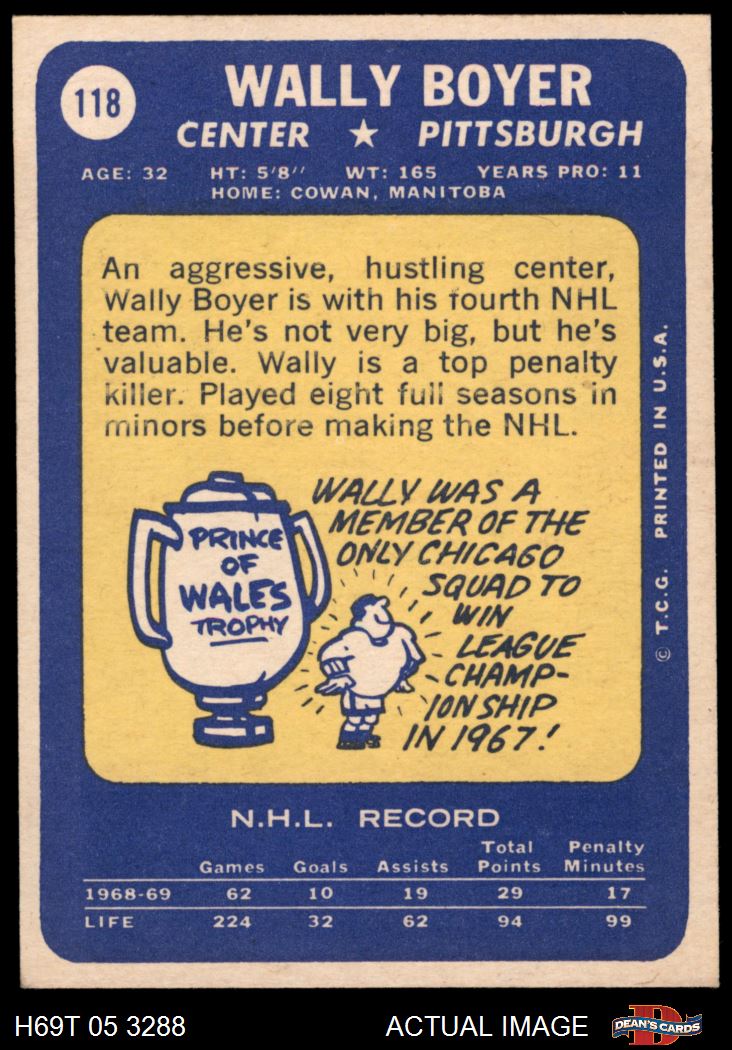 118
WALLY BOYER
CENTER ★ PITTSBURGH
AGE: 32 HT: 5'8'' WT: 165 YEARS PRO: 11
HOME: COWAN, MANITOBA
An aggressive, hustling center,
Wally Boyer is with his fourth NHL
team. He's not very big, but he's
valuable. Wally is a top penalty
killer. Played eight full seasons in
minors before making the NHL.
PRINCE
OF
WALES
TROPHY
WALLY WAS A
MEMBER OF THE
ONLY CHICAGO
SQUAD TO
WIN
LEAGUE
CHAMP-
IONSHIP
IN 1967!
© T.C.G. PRINTED IN U.S.A.
N.H.L. RECORD
Games Goals Assists Total Points Penalty Minutes
1968-69 62 10 19 29 17
LIFE 224 32 62 94 99
H69T 05 3288 ACTUAL IMAGE
D
DEAN'S CARDS